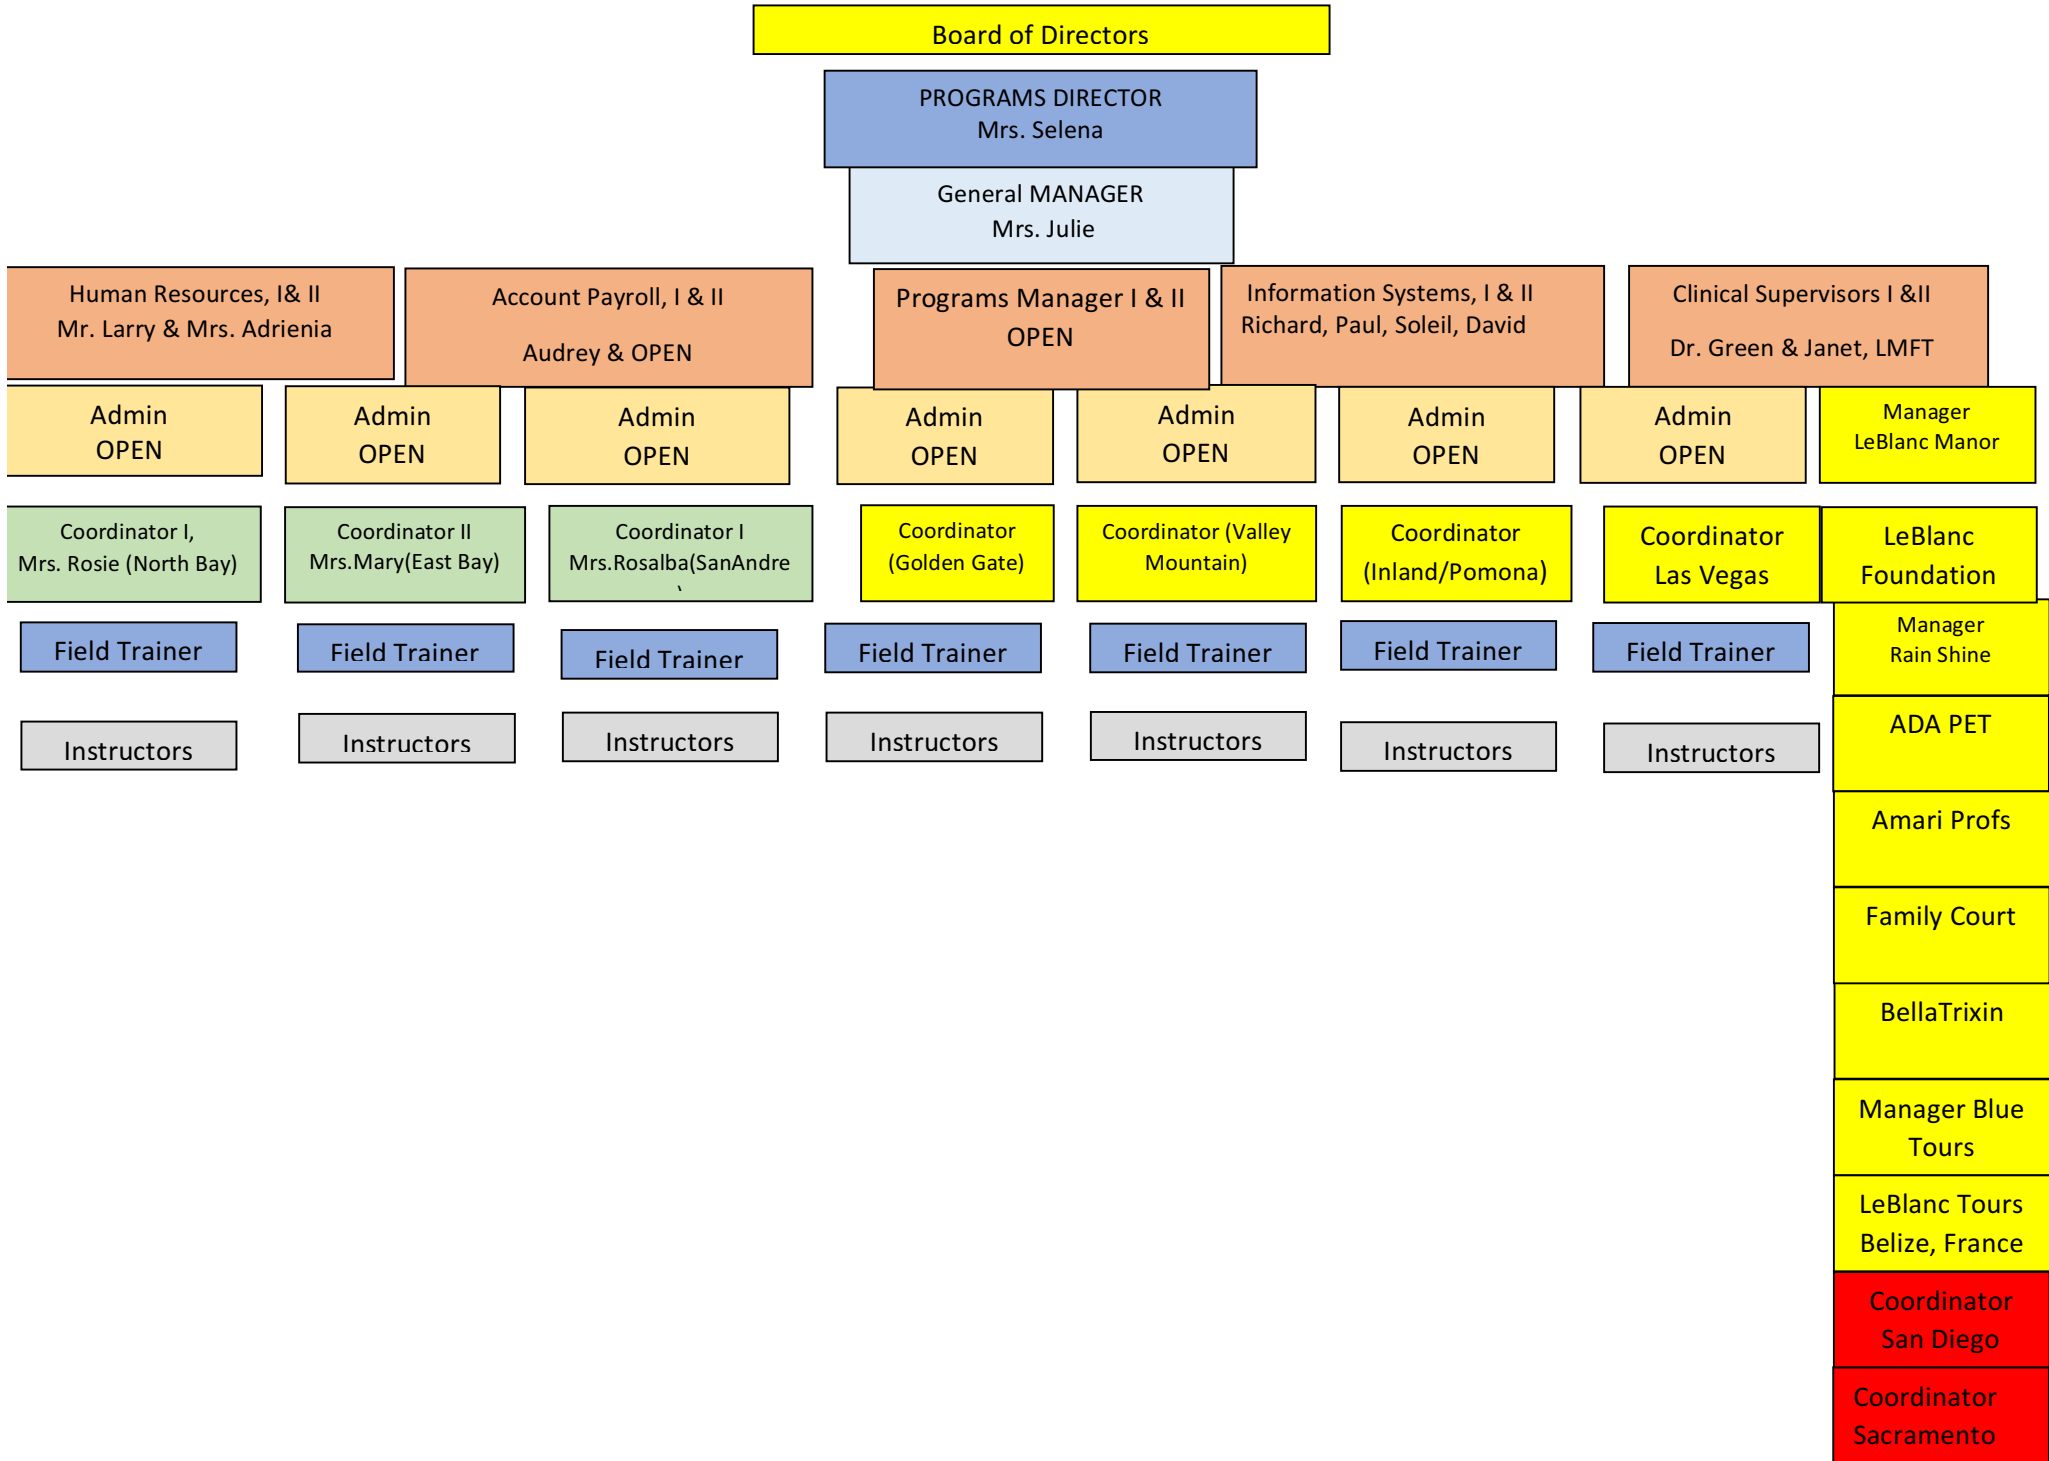 Board of Directors
PROGRAMS DIRECTOR
Mrs. Selena
General MANAGER
Mrs. Julie
Human Resources, I& II
Mr. Larry & Mrs. Adrienia
Account Payroll, I & II
Audrey & OPEN
Programs Manager I & II
OPEN
Information Systems, I & II
Richard, Paul, Soleil, David
Clinical Supervisors I &II
Dr. Green & Janet, LMFT
Admin
OPEN
Admin
OPEN
Admin
OPEN
Admin
OPEN
Admin
OPEN
Admin
OPEN
Admin
OPEN
Manager
LeBlanc Manor
Coordinator I,
Mrs. Rosie (North Bay)
Coordinator II
Mrs.Mary(East Bay)
Coordinator I
Mrs.Rosalba(SanAndre
Coordinator
(Golden Gate)
Coordinator (Valley
Mountain)
Coordinator
(Inland/Pomona)
Coordinator
Las Vegas
LeBlanc
Foundation
Field Trainer
Field Trainer
Field Trainer
Field Trainer
Field Trainer
Field Trainer
Field Trainer
Manager
Rain Shine
Instructors
Instructors
Instructors
Instructors
Instructors
Instructors
Instructors
ADA PET
Amari Profs
Family Court
BellaTrixin
Manager Blue
Tours
LeBlanc Tours
Belize, France
Coordinator
San Diego
Coordinator
Sacramento